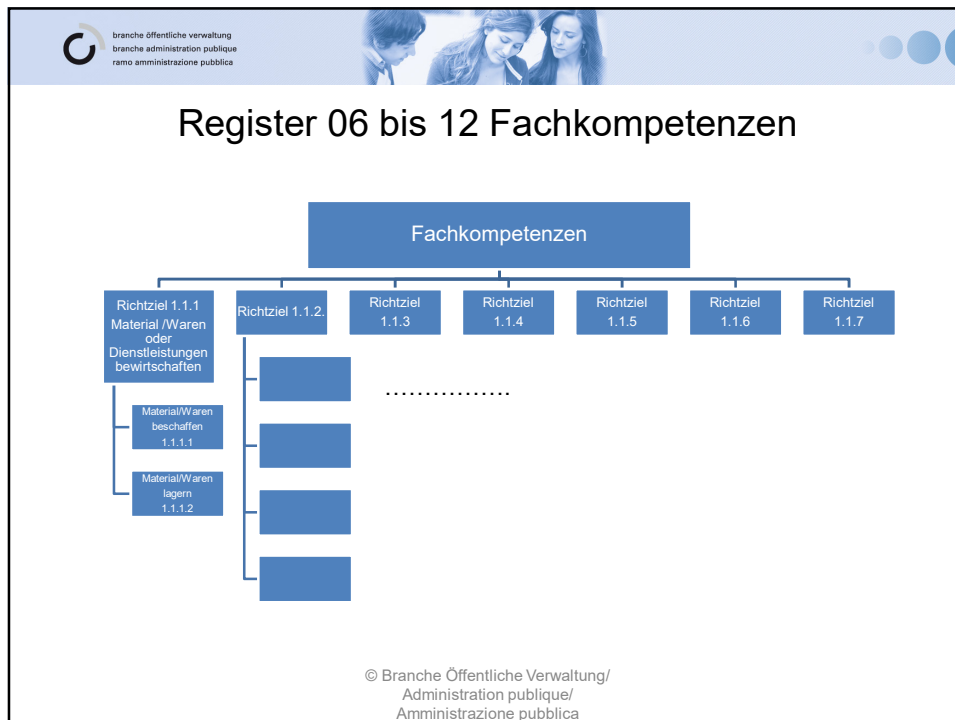 branche öffentliche verwaltung
branche administration publique
ramo amministrazione pubblica
Register 06 bis 12 Fachkompetenzen
Fachkompetenzen
Richtziel 1.1.1
Material /Waren
oder
Dienstleistungen
bewirtschaften
Material/Waren
beschaffen
1.1.1.1
Material/Waren
lagern
1.1.1.2
Richtziel 1.1.2.
Richtziel
1.1.3
Richtziel
1.1.4
Richtziel
1.1.5
Richtziel
1.1.6
Richtziel
1.1.7
................
© Branche Öffentliche Verwaltung/
Administration publique/
Amministrazione pubblica